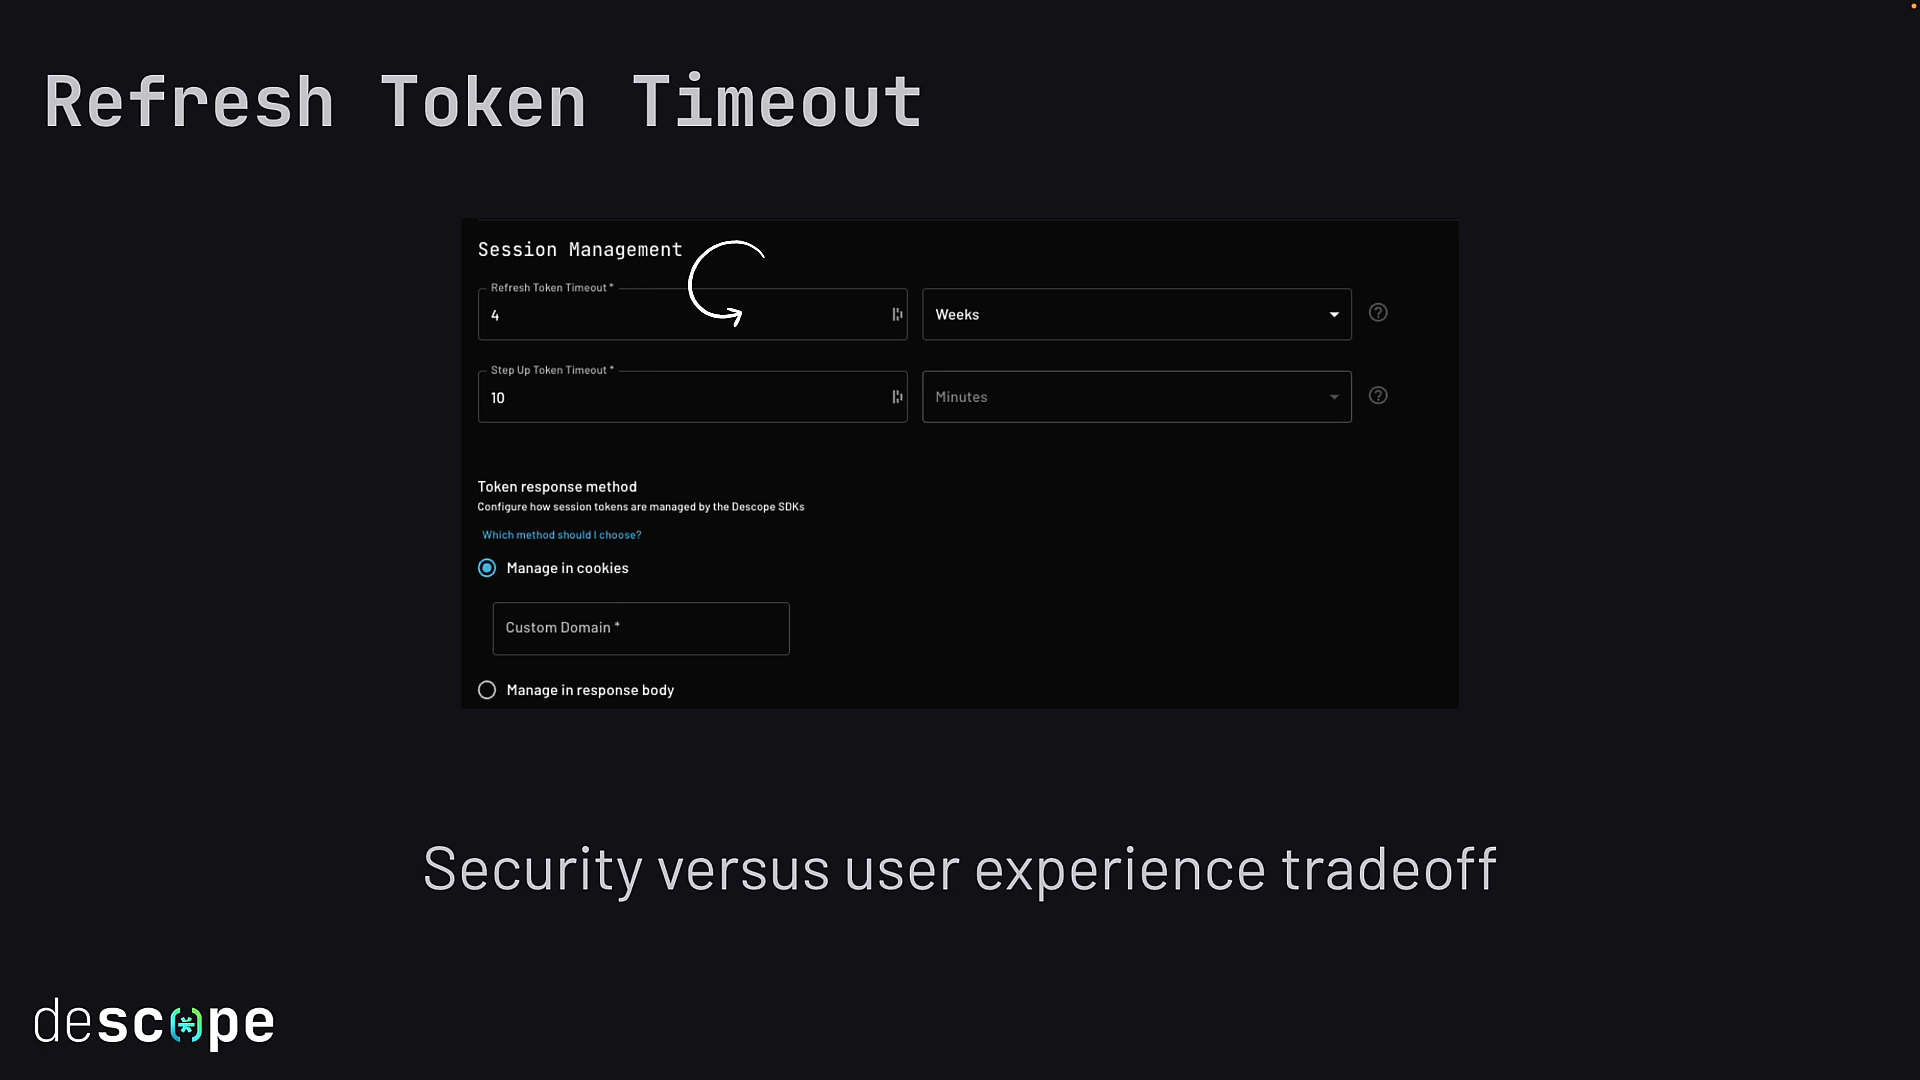 Refresh Token Timeout
Session Management
Refresh Token Timeout *
4
Weeks
Step Up Token Timeout *
10
Minutes
Token response method
Configure how session tokens are managed by the Descope SDKs
Which method should I choose?
Manage in cookies
Custom Domain *
Manage in response body
Security versus user experience tradeoff
descope